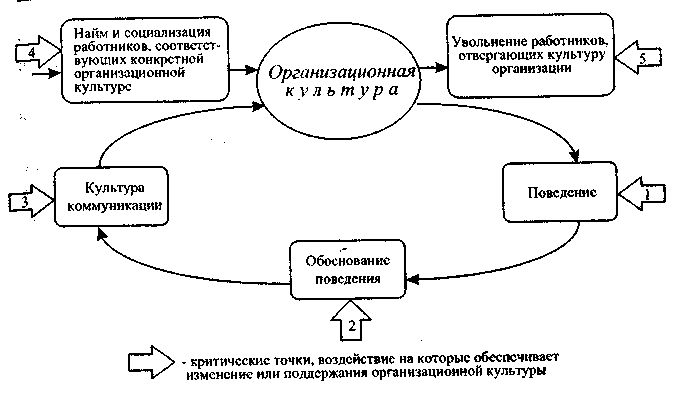 Найм и социализация
работников, соответст-
вующих конкретной
организационной
культуре
4
Организационная
культура
Увольнение работников,
отвергающих культуру
организации
5
Культура
коммуникации
3
Поведение
1
Обоснование
поведения
2
- критические точки, воздействие на которые обеспечивает
изменение или поддержания организационной культуры